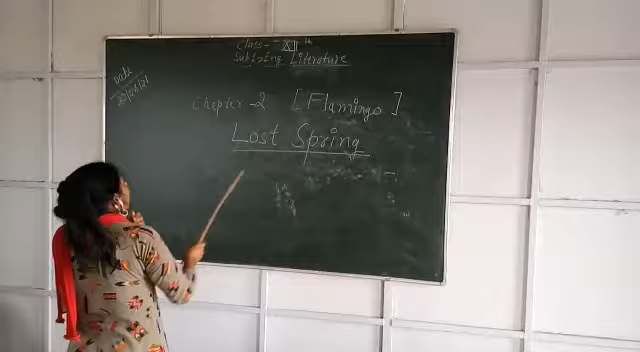 Class - XII th
Sub:- Eng Literature
Date
Chapter - 2 [Flamingo]
Lost Spring